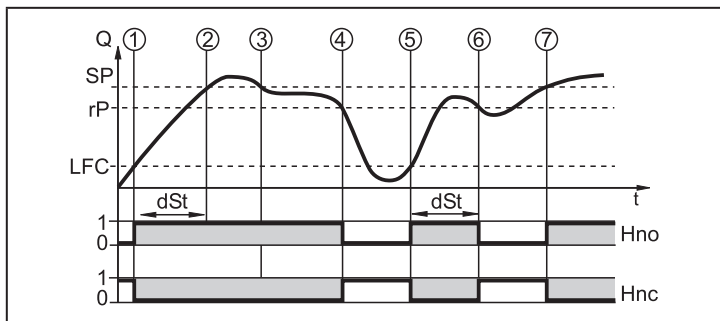 Q ① ② ③ ④ ⑤ ⑥ ⑦
SP
rP
LFC
t
dSt dSt
1
0
Hno
1
0
Hnc